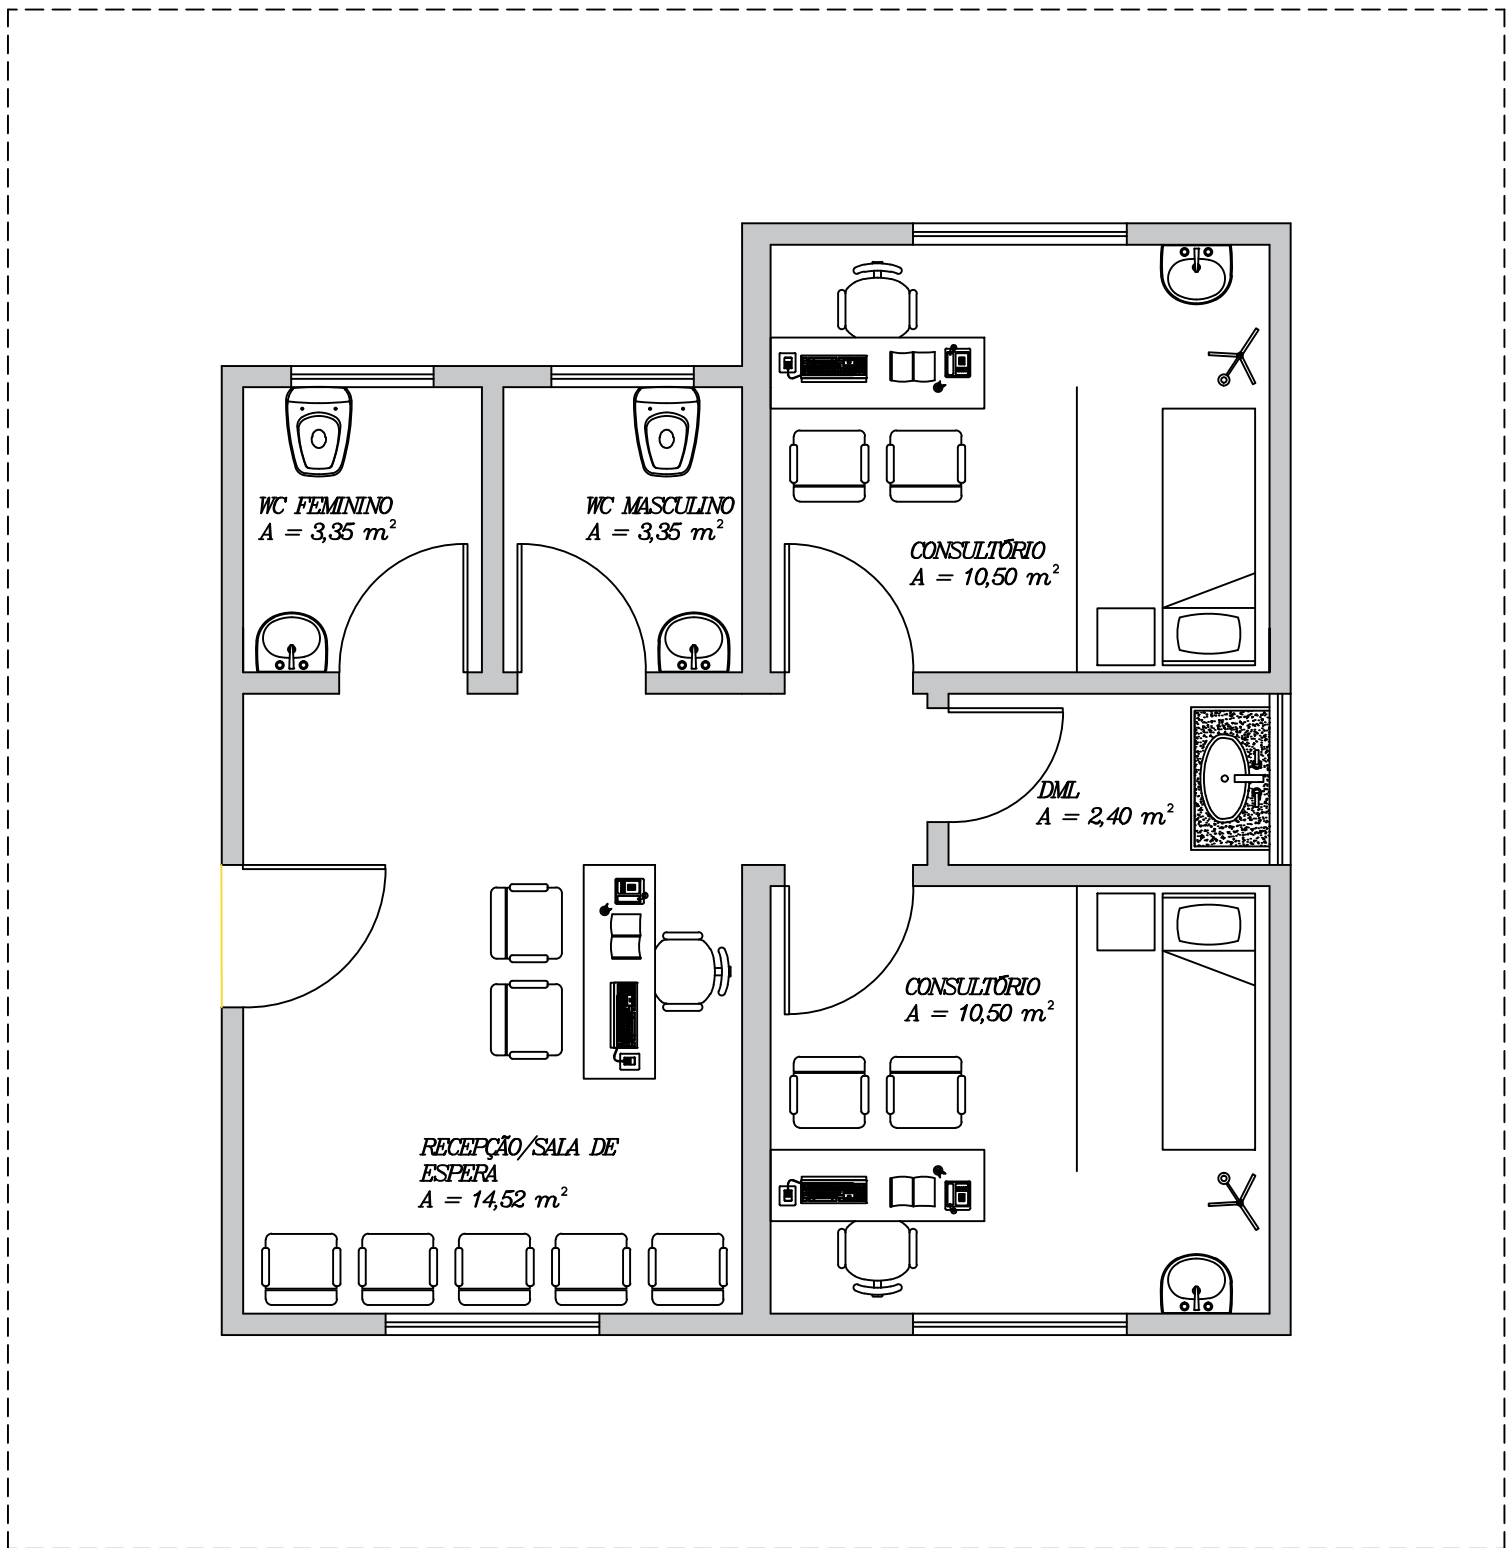 WC FEMININO
A = 3,35 m²
WC MASCULINO
A = 3,35 m²
CONSULTÓRIO
A = 10,50 m²
DML
A = 2,40 m²
CONSULTÓRIO
A = 10,50 m²
RECEPÇÃO/SALA DE
ESPERA
A = 14,52 m²